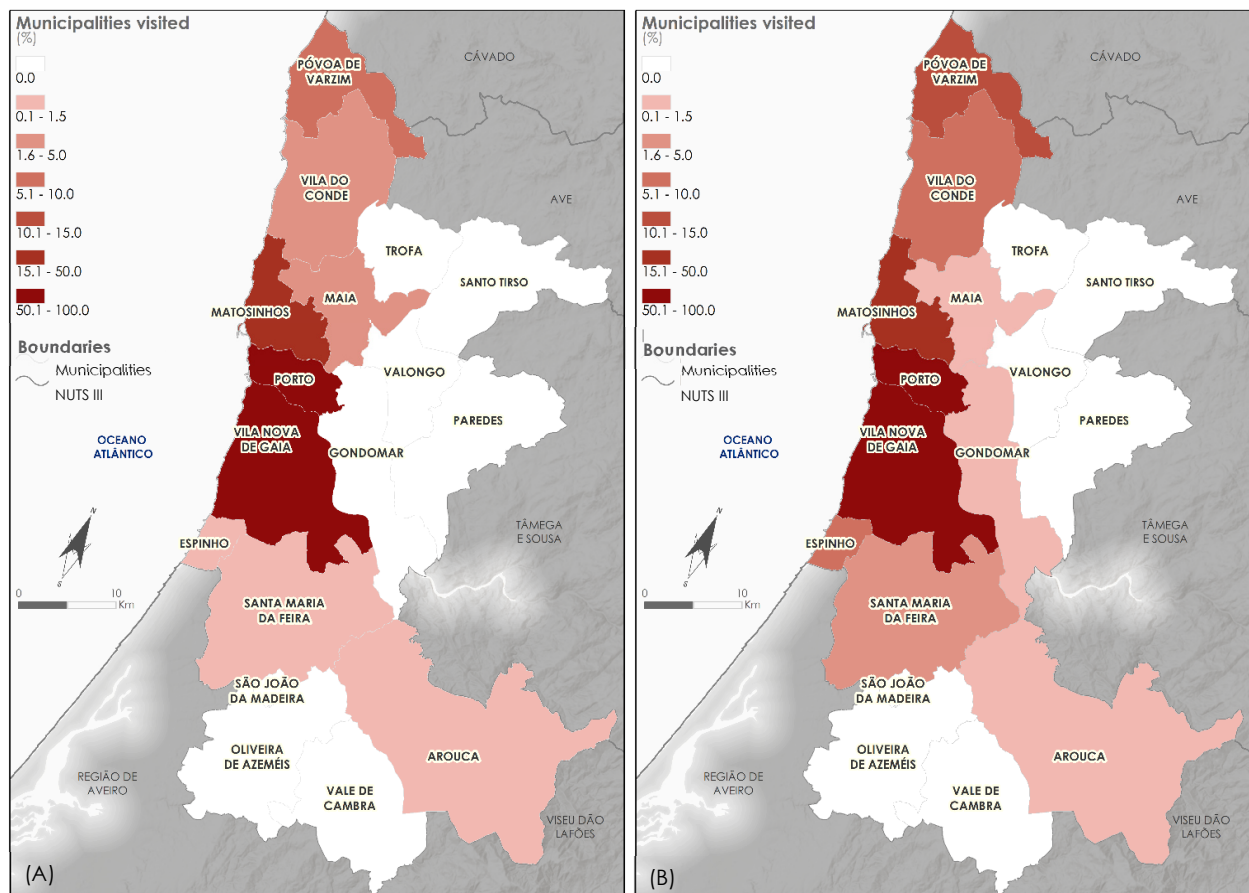 Municipalities visited
(%)
0.0
0.1 - 1.5
1.6 - 5.0
5.1 - 10.0
10.1 - 15.0
15.1 - 50.0
50.1 - 100.0
Boundaries
Municipalities
NUTS III
OCEANO
ATLÂNTICO
N
S
0
10
Km
PÓVOA DE
VARZIM
CÁVADO
VILA DO
CONDE
AVE
TROFA
SANTO TIRSO
MAIA
MATOSINHOS
PORTO
VALONGO
PAREDES
VILA NOVA
DE GAIA
GONDOMAR
TÂMEGA
E SOUSA
ESPINHO
SANTA MARIA
DA FEIRA
SÃO JOÃO
DA MADEIRA
OLIVEIRA
DE AZEMÉIS
AROUCA
REGIÃO DE
AVEIRO
VALE DE
CAMBRA
VISEU DÃO
LAFÕES
(A)
Municipalities visited
(%)
0.0
0.1 - 1.5
1.6 - 5.0
5.1 - 10.0
10.1 - 15.0
15.1 - 50.0
50.1 - 100.0
Boundaries
Municipalities
NUTS III
OCEANO
ATLÂNTICO
N
S
0
10
Km
PÓVOA DE
VARZIM
CÁVADO
VILA DO
CONDE
AVE
TROFA
SANTO TIRSO
MAIA
MATOSINHOS
PORTO
VALONGO
PAREDES
VILA NOVA
DE GAIA
GONDOMAR
TÂMEGA
E SOUSA
ESPINHO
SANTA MARIA
DA FEIRA
SÃO JOÃO
DA MADEIRA
OLIVEIRA
DE AZEMÉIS
AROUCA
REGIÃO DE
AVEIRO
VALE DE
CAMBRA
VISEU DÃO
LAFÕES
(B)